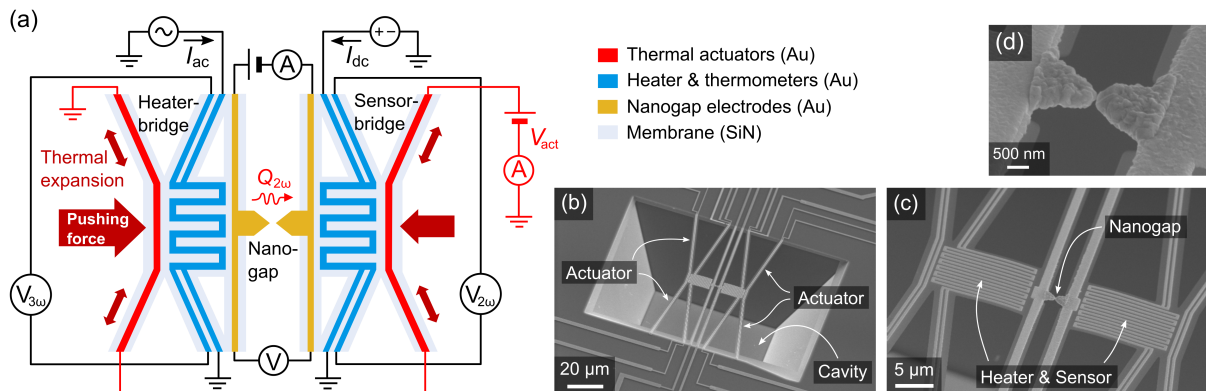 (a)
I_ac
A
I_dc
+ −
Heater-
bridge
Sensor-
bridge
Thermal
expansion
Q_2ω
V_act
A
Pushing
force
Nano-
gap
V_3ω
V_2ω
V
Thermal actuators (Au)
Heater & thermometers (Au)
Nanogap electrodes (Au)
Membrane (SiN)
(d)
500 nm
(b)
Actuator
Actuator
Cavity
20 µm
(c)
Nanogap
Heater & Sensor
5 µm